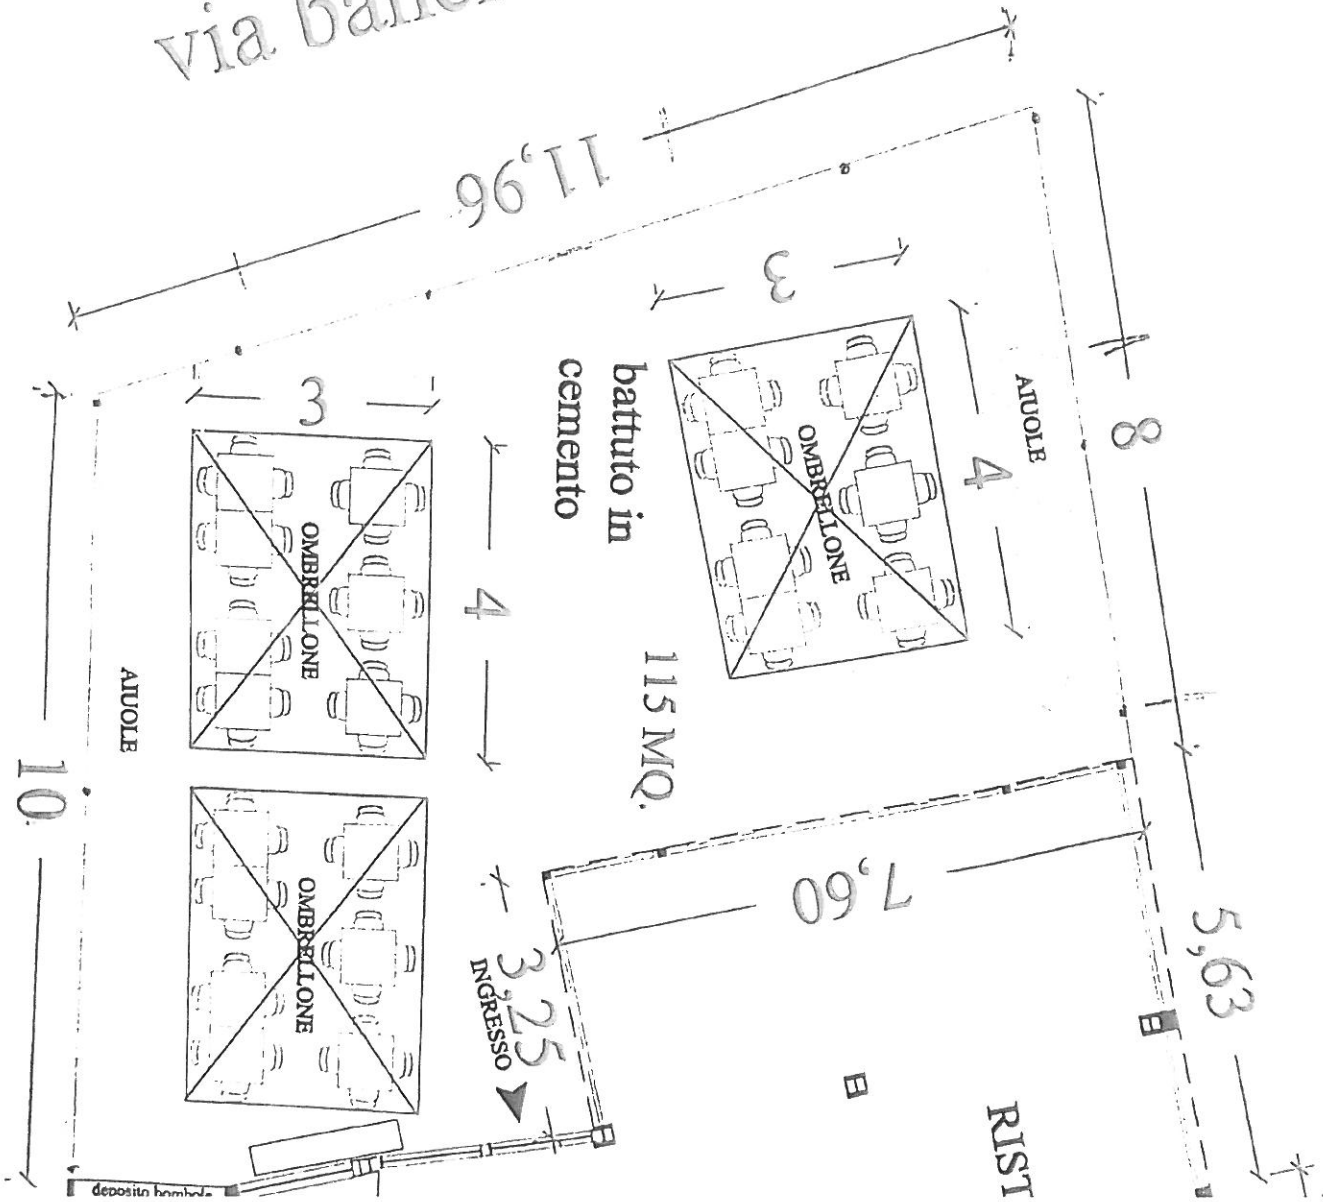 via
11,96
3
8
AIUOLE
battuto in
cemento
OMBRELLONE
4
3
OMBRELLONE
4
115 MQ.
AIUOLE
10
OMBRELLONE
7,60
3,25
INGRESSO
5,63
RIST
deposito bombole